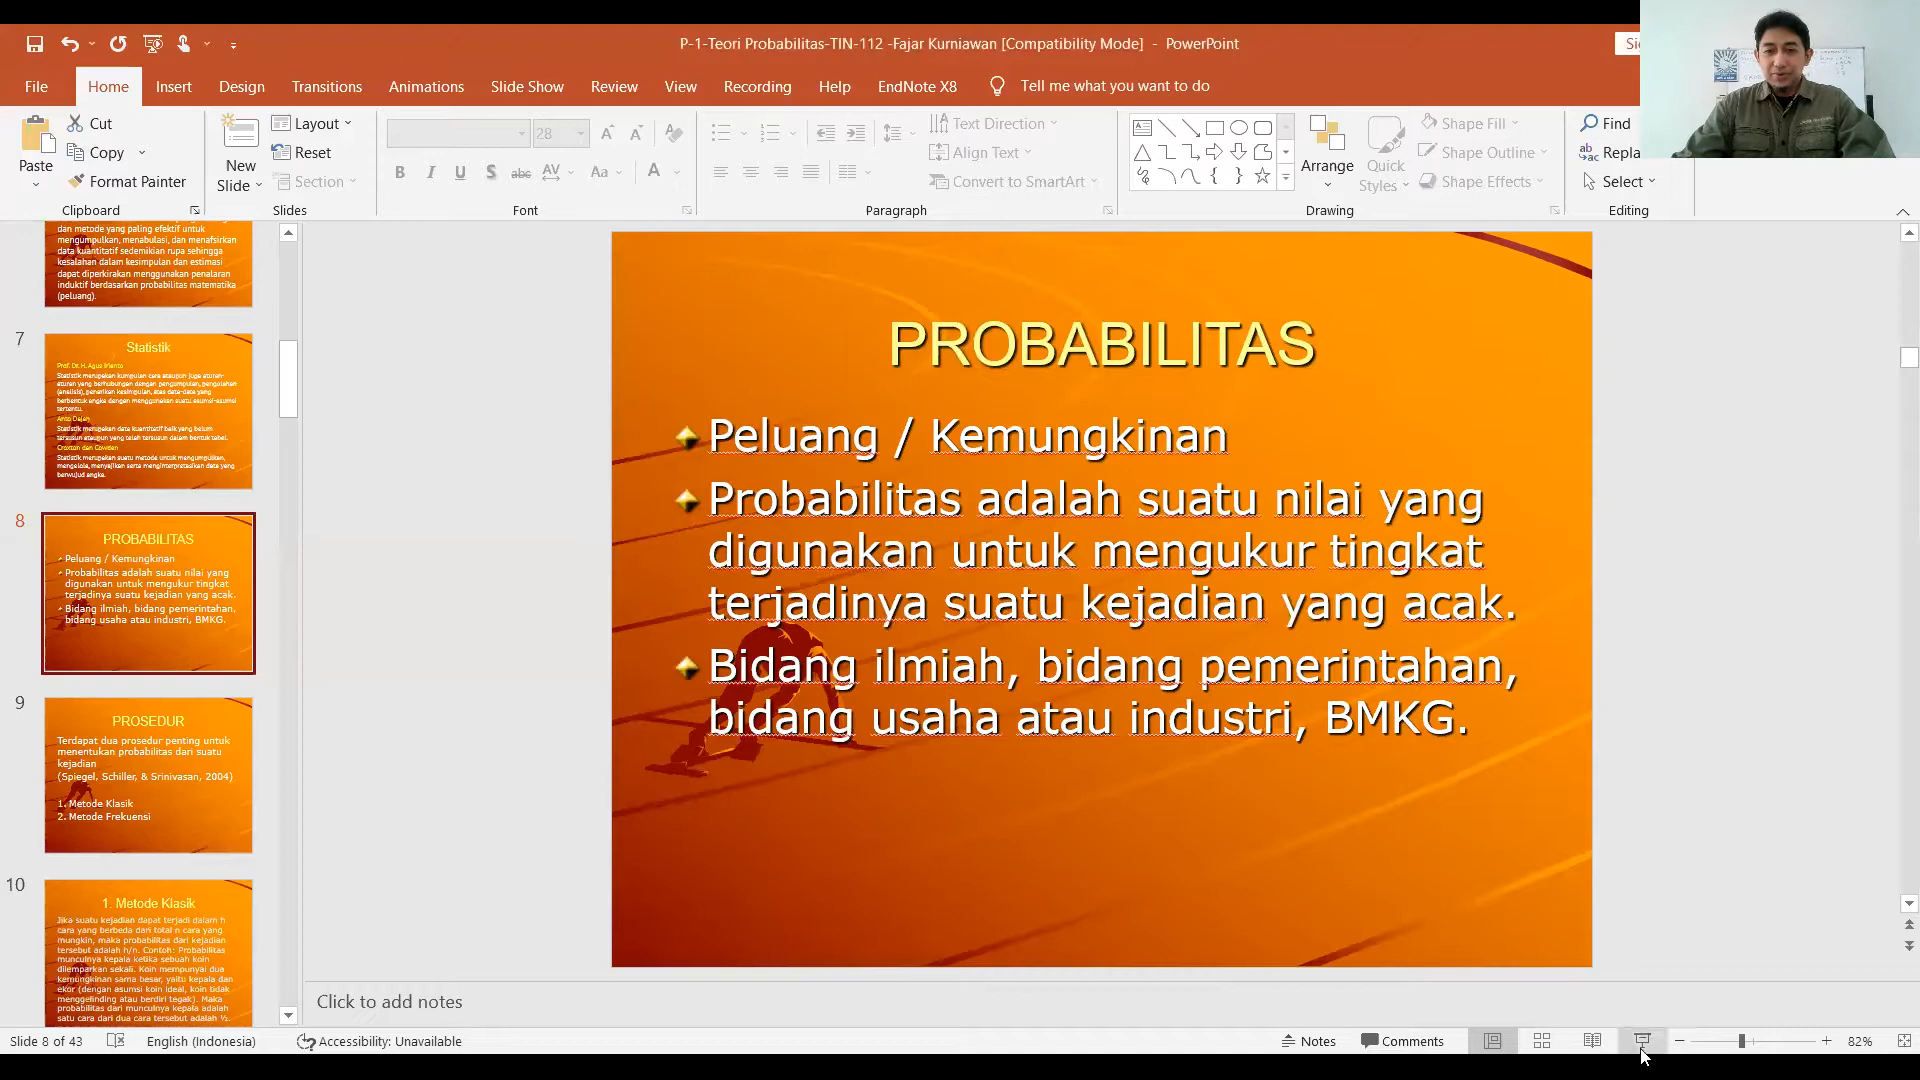 P-1-Teori Probabilitas-TIN-112 -Fajar Kurniawan [Compatibility Mode] - PowerPoint
File Home Insert Design Transitions Animations Slide Show Review View Recording Help EndNote X8 Tell me what you want to do
Paste
Cut
Copy
Format Painter
Clipboard
New
Slide
Layout
Reset
Section
Slides
28
Font
Text Direction
Align Text
Convert to SmartArt
Paragraph
Arrange
Quick
Styles
Shape Fill
Shape Outline
Shape Effects
Drawing
Find
Select
Editing
dan metode yang paling efektif untuk
mengumpulkan, menabulasi, dan menafsirkan
data kuantitatif sedemikian rupa sehingga
kesalahan dalam kesimpulan dan estimasi
dapat diperkirakan menggunakan penalaran
induktif berdasarkan probabilitas matematika
(peluang).
7
Statistik
Prof. Dr. H. Agus Irianto
Statistik merupakan kumpulan cara ataupun juga aturan-
aturan yang berhubungan dengan pengumpulan, pengolahan
(analisis), penarikan kesimpulan, atas data-data yang
berbentuk angka dengan menggunakan suatu asumsi-asumsi
tertentu.
Anto Dajan
Statistik merupakan data kuantitatif baik yang belum
tersusun ataupun yang telah tersusun dalam bentuk tabel.
Croxton dan Cowden
Statistik merupakan suatu metode untuk mengumpulkan,
mengelola, menyajikan serta menginterpretasikan data yang
berwujud angka.
8
PROBABILITAS
Peluang / Kemungkinan
Probabilitas adalah suatu nilai yang
digunakan untuk mengukur tingkat
terjadinya suatu kejadian yang acak.
Bidang ilmiah, bidang pemerintahan,
bidang usaha atau industri, BMKG.
9
PROSEDUR
Terdapat dua prosedur penting untuk
menentukan probabilitas dari suatu
kejadian
(Spiegel, Schiller, & Srinivasan, 2004)
1. Metode Klasik
2. Metode Frekuensi
10
1. Metode Klasik
Jika suatu kejadian dapat terjadi dalam h
cara yang berbeda dari total n cara yang
mungkin, maka probabilitas dari kejadian
tersebut adalah h/n. Contoh: Probabilitas
munculnya kepala ketika sebuah koin
dilemparkan sekali. Koin mempunyai dua
kemungkinan sama besar, yaitu kepala dan
ekor (dengan asumsi koin ideal, koin tidak
menggelinding atau berdiri tegak). Maka
probabilitas dari munculnya kepala adalah
satu cara dari dua cara tersebut adalah ½.
PROBABILITAS
Peluang / Kemungkinan
Probabilitas adalah suatu nilai yang
digunakan untuk mengukur tingkat
terjadinya suatu kejadian yang acak.
Bidang ilmiah, bidang pemerintahan,
bidang usaha atau industri, BMKG.
Click to add notes
Slide 8 of 43 English (Indonesia) Accessibility: Unavailable Notes Comments 82%